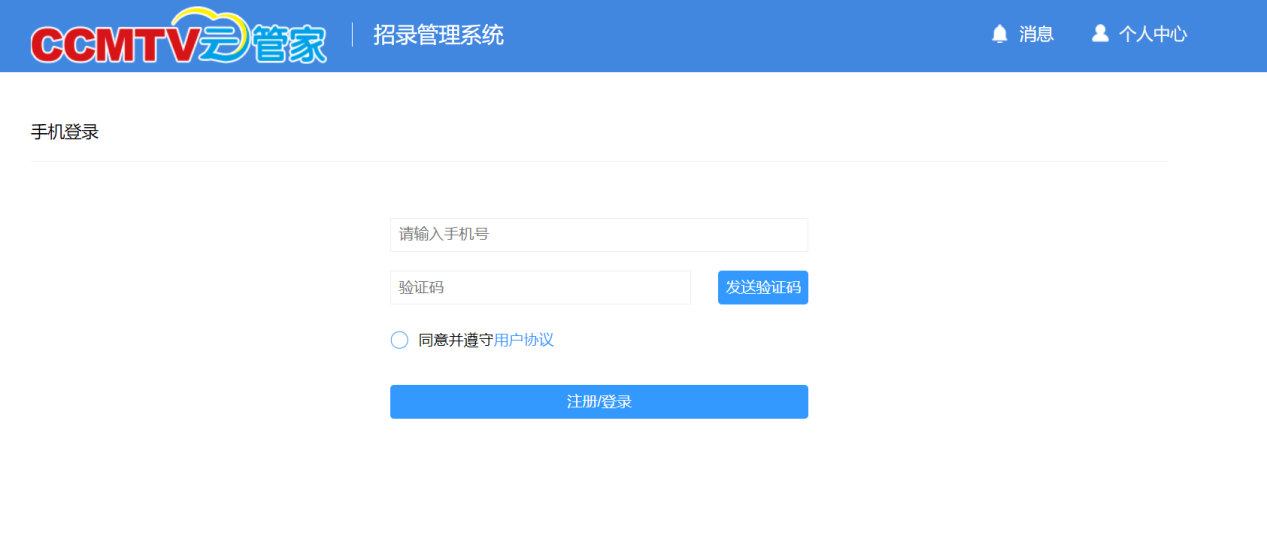 CCMTV云管家 招录管理系统 消息 个人中心
手机登录
请输入手机号
验证码 发送验证码
同意并遵守用户协议
注册/登录